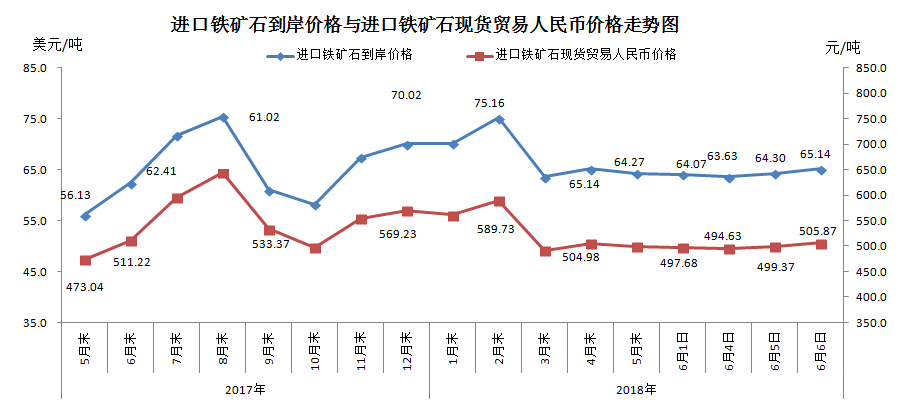 进口铁矿石到岸价格与进口铁矿石现货贸易人民币价格走势图
美元/吨
元/吨
进口铁矿石到岸价格
进口铁矿石现货贸易人民币价格
85.0
75.0
65.0
55.0
45.0
35.0
850.0
800.0
750.0
700.0
650.0
600.0
550.0
500.0
450.0
400.0
350.0
56.13
62.41
61.02
70.02
75.16
65.14
64.27
64.07
63.63
64.30
65.14
473.04
511.22
533.37
569.23
589.73
504.98
497.68
494.63
499.37
505.87
5月末
6月末
7月末
8月末
9月末
10月末
11月末
12月末
1月末
2月末
3月末
4月末
5月末
6月1日
6月4日
6月5日
6月6日
2017年
2018年